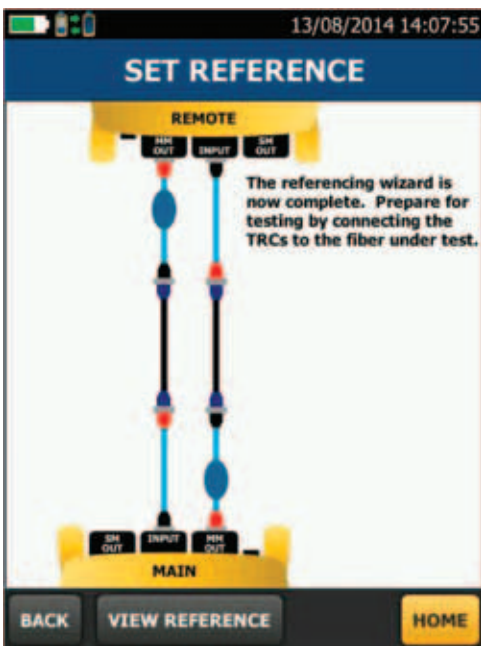 13/08/2014 14:07:55
SET REFERENCE
REMOTE
MM OUT
INPUT
SM OUT
The referencing wizard is
now complete. Prepare for
testing by connecting the
TRCs to the fiber under test.
SM OUT
INPUT
MM OUT
MAIN
BACK
VIEW REFERENCE
HOME